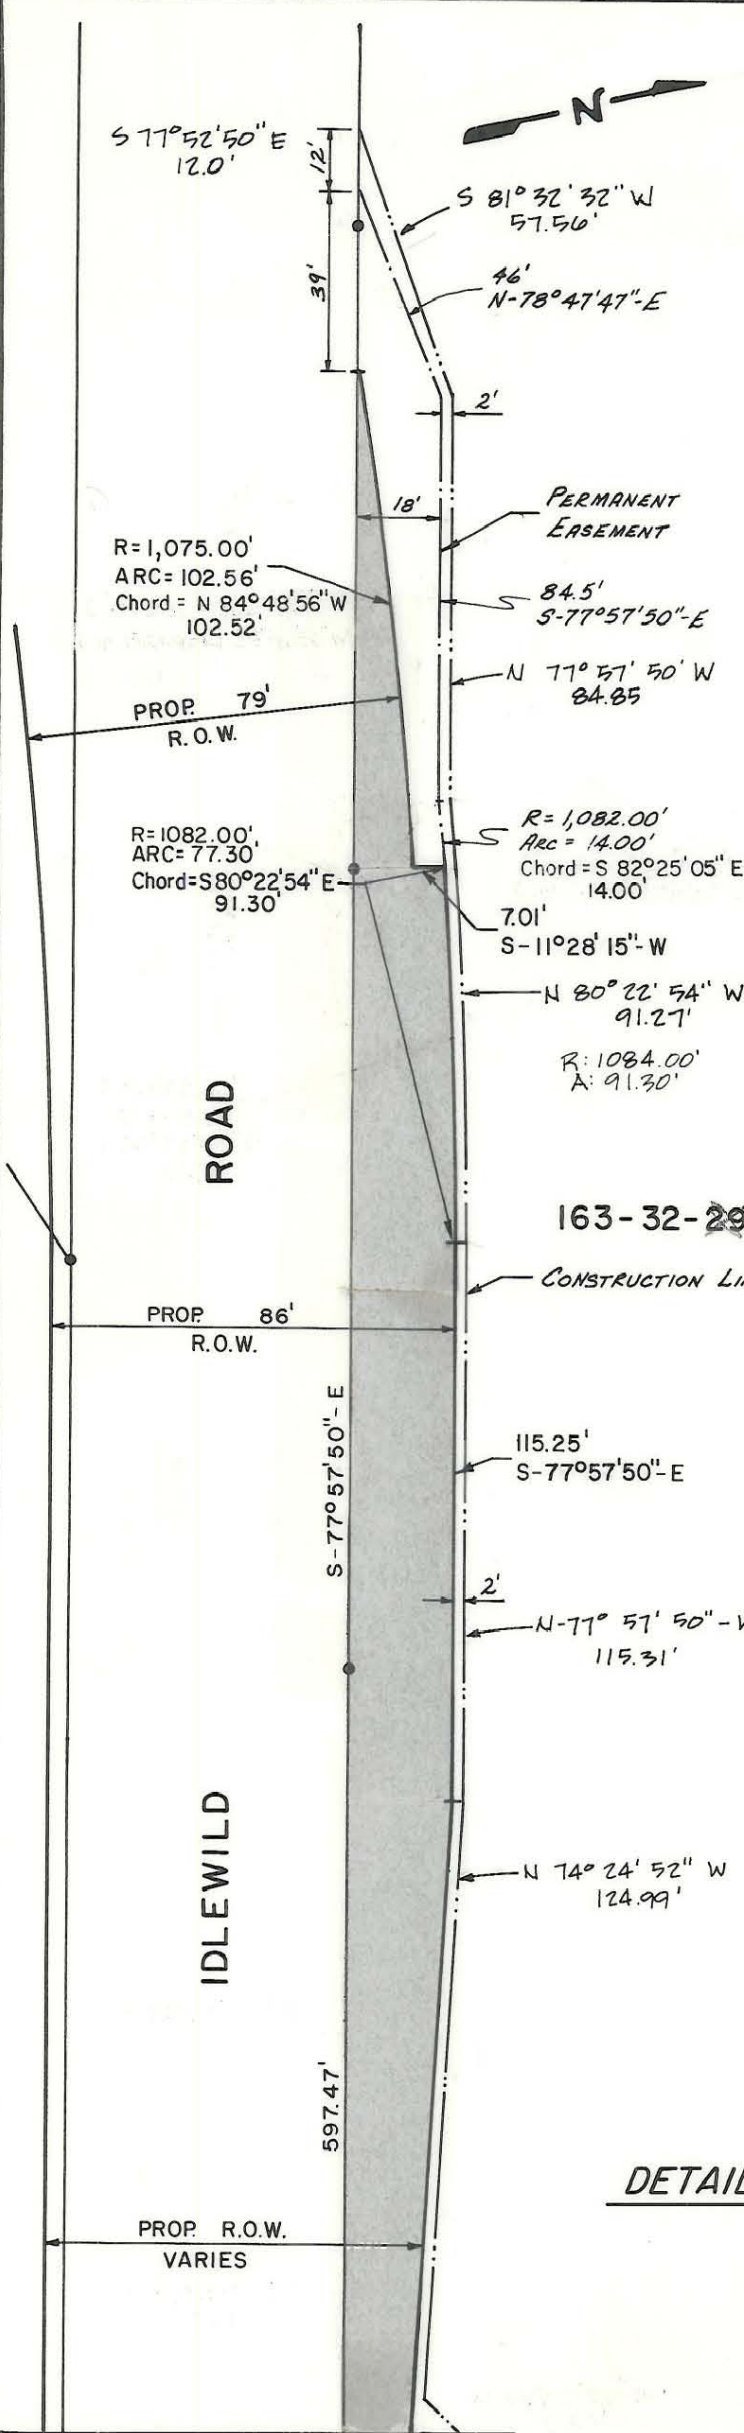 N
S 77°52'50" E
12.0'
12'
S 81°32'32" W
57.56'
39'
46'
N-78°47'47"-E
2'
18'
PERMANENT
EASEMENT
R=1,075.00'
ARC=102.56'
Chord = N 84°48'56"W
102.52'
84.5'
S-77°57'50"-E
N 77°57'50' W
84.85
PROP. 79'
R.O.W.
R=1,082.00'
Arc = 14.00'
Chord = S 82°25'05" E
14.00'
R=1082.00'
ARC=77.30'
Chord=S80°22'54"E
91.30'
7.01'
S-11°28'15"-W
N 80°22'54" W
91.27'
R: 1084.00'
A: 91.30'
ROAD
163-32-29
CONSTRUCTION
PROP. 86'
R.O.W.
S-77°57'50"-E
115.25'
S-77°57'50"-E
2'
N-77°57'50"-W
115.31'
IDLEWILD
N 74°24'52" W
124.99'
597.47'
DETAIL
PROP. R.O.W.
VARIES